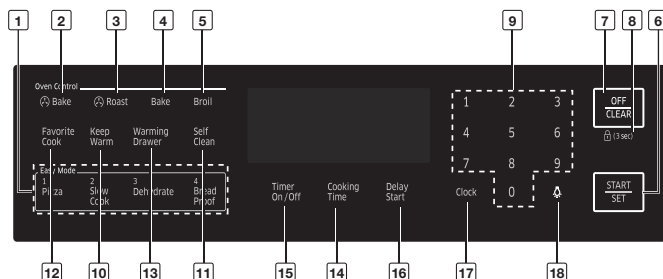 1 2 3 4 5 9 7 8 6
Oven Control
Bake Roast Bake Broil
Favorite Cook
Keep Warm
Warming Drawer
Self Clean
Easy Mode
1 Pizza
2 Slow Cook
3 Dehydrate
4 Bread Proof
Timer On/Off
Cooking Time
Delay Start
1 2 3
4 5 6
7 8 9
Clock 0
OFF
CLEAR
(3 sec)
START
SET
12 10 13 11 15 14 16 17 18